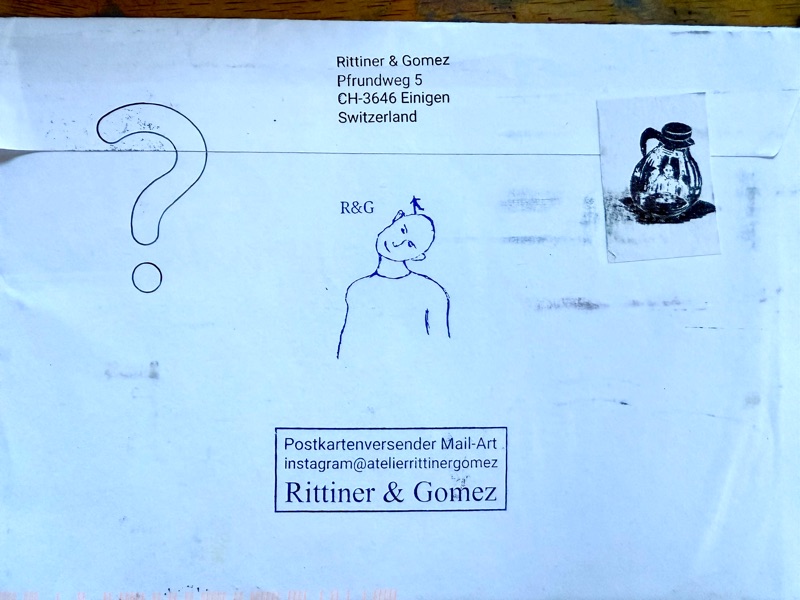 Rittiner & Gomez
Pfrundweg 5
CH-3646 Einigen
Switzerland
?
R&G
Postkartenversender Mail-Art
instagram@atelierrittinergomez
Rittiner & Gomez